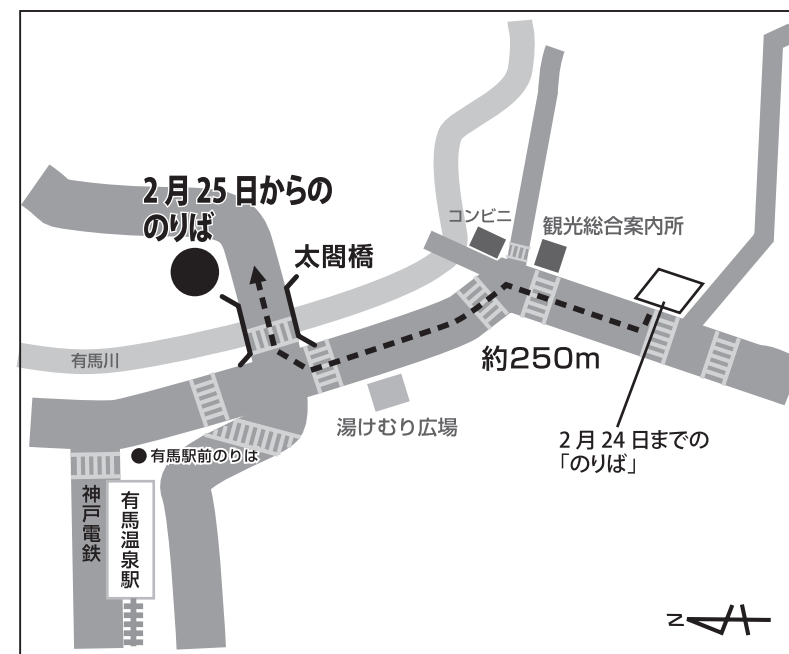 2月25日からの
のりば
太閤橋
コンビニ
観光総合案内所
有馬川
約250m
湯けむり広場
2月24日までの
「のりば」
有馬駅前のりは
神戸電鉄
有馬温泉駅
N